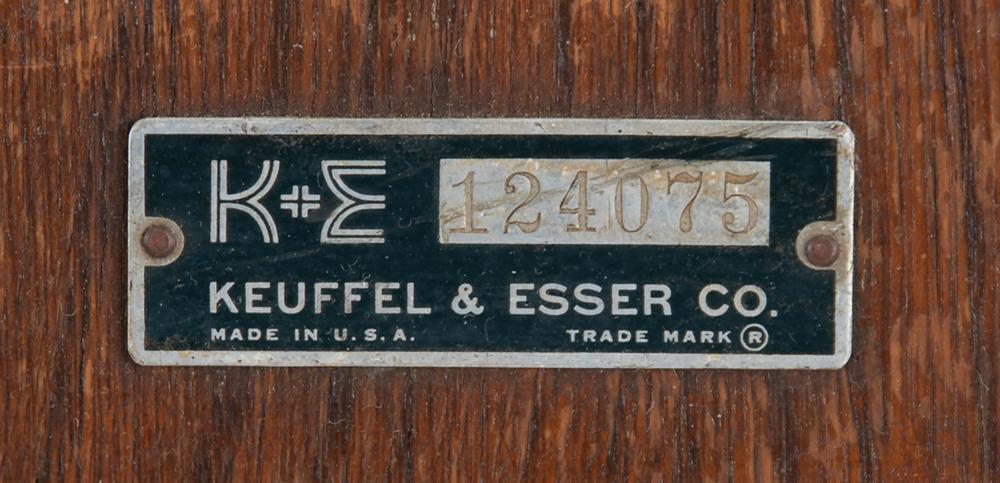 K+E 124075
KEUFFEL & ESSER CO.
MADE IN U.S.A. TRADE MARK ®